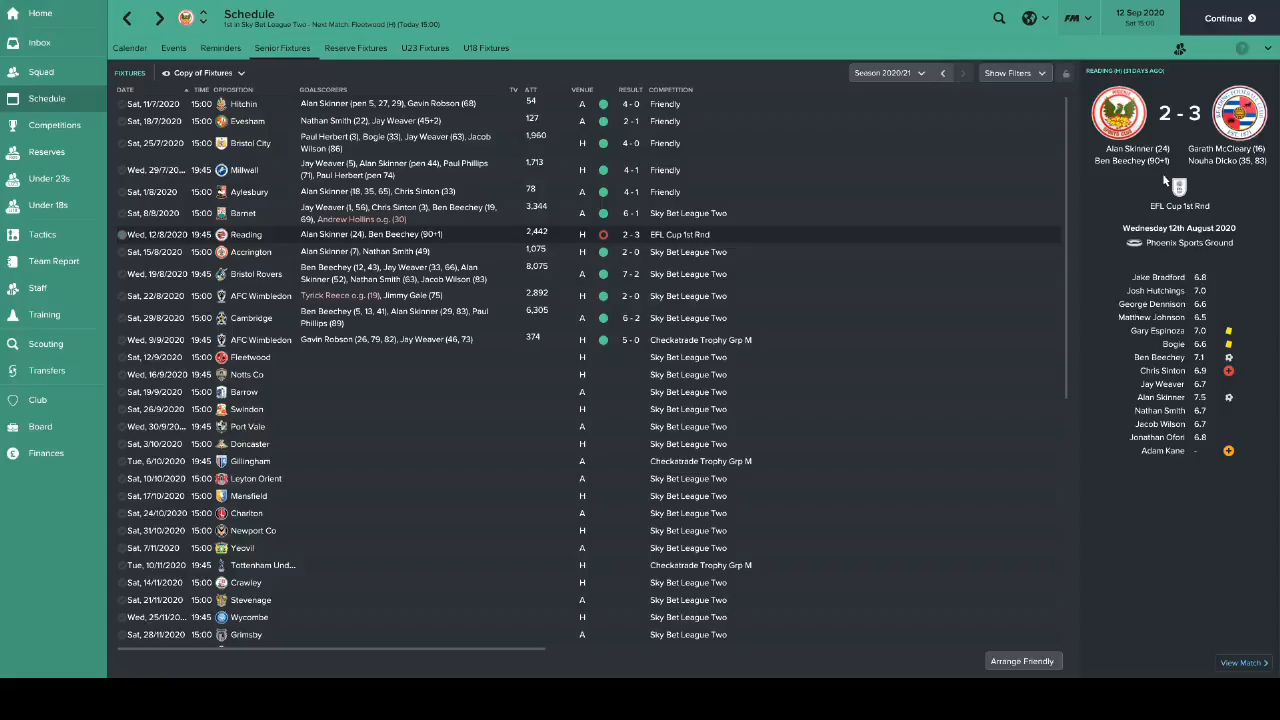 Home
Schedule
1st in Sky Bet League Two - Next Match: Fleetwood (H) (Today 15:00)
FM
12 Sep 2020
Sat 15:00
Continue
Inbox
Squad
Schedule
Competitions
Reserves
Under 23s
Under 18s
Tactics
Team Report
Staff
Training
Scouting
Transfers
Club
Board
Finances
Calendar Events Reminders Senior Fixtures Reserve Fixtures U23 Fixtures U18 Fixtures
FIXTURES Copy of Fixtures Season 2020/21 Show Filters
DATE TIME OPPOSITION GOALSCORERS TV ATT VENUE RESULT COMPETITION
Sat, 11/7/2020 15:00 Hitchin Alan Skinner (pen 5, 27, 29), Gavin Robson (68) 54 A 4-0 Friendly
Sat, 18/7/2020 15:00 Evesham Nathan Smith (22), Jay Weaver (45+2) 127 A 2-1 Friendly
Sat, 25/7/2020 15:00 Bristol City Paul Herbert (3), Bogie (33), Jay Weaver (63), Jacob 1,960 H 4-0 Friendly
Wilson (86)
Wed, 29/7/20... 19:45 Millwall Jay Weaver (5), Alan Skinner (pen 44), Paul Phillips 1,713 H 4-1 Friendly
(71), Paul Herbert (pen 74)
Sat, 1/8/2020 15:00 Aylesbury Alan Skinner (18, 35, 65), Chris Sinton (33) 78 A 4-1 Friendly
Sat, 8/8/2020 15:00 Barnet Jay Weaver (1, 56), Chris Sinton (3), Ben Beechey (19, 3,344 A 6-1 Sky Bet League Two
69), Andrew Hollins o.g. (30)
Wed, 12/8/2020 19:45 Reading Alan Skinner (24), Ben Beechey (90+1) 2,442 H 2-3 EFL Cup 1st Rnd
Sat, 15/8/2020 15:00 Accrington Alan Skinner (7), Nathan Smith (49) 1,075 H 2-0 Sky Bet League Two
Wed, 19/8/2020 19:45 Bristol Rovers Ben Beechey (12, 43), Jay Weaver (33, 66), Alan 8,075 A 7-2 Sky Bet League Two
Skinner (52), Nathan Smith (63), Jacob Wilson (83)
Sat, 22/8/2020 15:00 AFC Wimbledon Tyrick Reece o.g. (19), Jimmy Gale (75) 2,892 H 2-0 Sky Bet League Two
Sat, 29/8/2020 15:00 Cambridge Ben Beechey (5, 13, 41), Alan Skinner (29, 83), Paul 6,305 A 6-2 Sky Bet League Two
Phillips (89)
Wed, 9/9/2020 19:45 AFC Wimbledon Gavin Robson (26, 79, 82), Jay Weaver (46, 73) 374 H 5-0 Checkatrade Trophy Grp M
Sat, 12/9/2020 15:00 Fleetwood H Sky Bet League Two
Wed, 16/9/2020 19:45 Notts Co H Sky Bet League Two
Sat, 19/9/2020 15:00 Barrow A Sky Bet League Two
Sat, 26/9/2020 15:00 Swindon H Sky Bet League Two
Wed, 30/9/20... 19:45 Port Vale A Sky Bet League Two
Sat, 3/10/2020 15:00 Doncaster H Sky Bet League Two
Tue, 6/10/2020 19:45 Gillingham A Checkatrade Trophy Grp M
Sat, 10/10/2020 15:00 Leyton Orient A Sky Bet League Two
Sat, 17/10/2020 15:00 Mansfield H Sky Bet League Two
Sat, 24/10/2020 15:00 Charlton A Sky Bet League Two
Sat, 31/10/2020 15:00 Newport Co H Sky Bet League Two
Sat, 7/11/2020 15:00 Yeovil A Sky Bet League Two
Tue, 10/11/2020 19:45 Tottenham Und... H Checkatrade Trophy Grp M
Sat, 14/11/2020 15:00 Crawley H Sky Bet League Two
Sat, 21/11/2020 15:00 Stevenage A Sky Bet League Two
Wed, 25/11/20... 19:45 Wycombe H Sky Bet League Two
Sat, 28/11/2020 15:00 Grimsby A Sky Bet League Two
Arrange Friendly
READING (H) (31 DAYS AGO)
2 - 3
Alan Skinner (24) Garath McCleary (16)
Ben Beechey (90+1) Nouha Dicko (35, 83)
EFL Cup 1st Rnd
Wednesday 12th August 2020
Phoenix Sports Ground
Jake Bradford 6.8
Josh Hutchings 7.0
George Dennison 6.6
Matthew Johnson 6.5
Gary Espinoza 7.0
Bogie 6.6
Ben Beechey 7.1
Chris Sinton 6.9
Jay Weaver 6.7
Alan Skinner 7.5
Nathan Smith 6.7
Jacob Wilson 6.7
Jonathan Ofori 6.8
Adam Kane -
View Match >